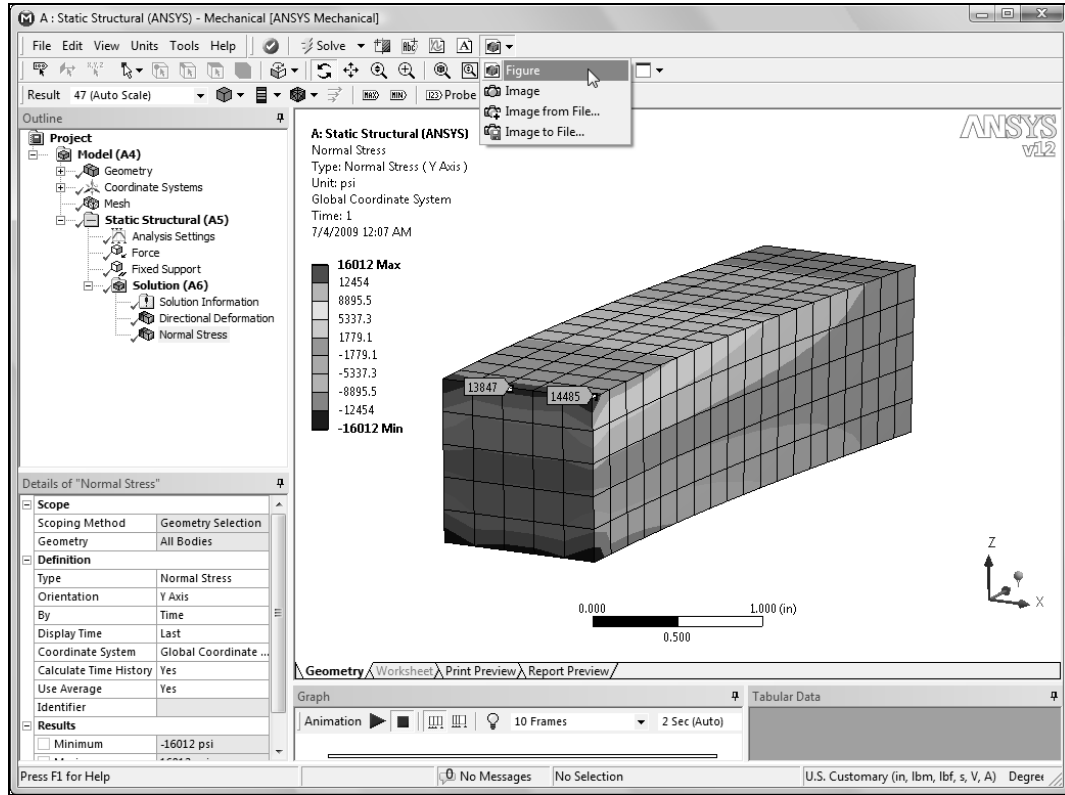 A : Static Structural (ANSYS) - Mechanical [ANSYS Mechanical]
File Edit View Units Tools Help Solve
Result 47 (Auto Scale) MAX MIN 123 Probe
Figure
Image
Image from File...
Image to File...
Outline
Project
Model (A4)
Geometry
Coordinate Systems
Mesh
Static Structural (A5)
Analysis Settings
Force
Fixed Support
Solution (A6)
Solution Information
Directional Deformation
Normal Stress
A: Static Structural (ANSYS)
Normal Stress
Type: Normal Stress ( Y Axis )
Unit: psi
Global Coordinate System
Time: 1
7/4/2009 12:07 AM
16012 Max
12454
8895.5
5337.3
1779.1
-1779.1
-5337.3
-8895.5
-12454
-16012 Min
ANSYS
v12
13847
14485
Z
X
0.000 1.000 (in)
0.500
Details of "Normal Stress"
Scope
Scoping Method Geometry Selection
Geometry All Bodies
Definition
Type Normal Stress
Orientation Y Axis
By Time
Display Time Last
Coordinate System Global Coordinate ...
Calculate Time History Yes
Use Average Yes
Identifier
Results
Minimum -16012 psi
Geometry Worksheet Print Preview Report Preview
Graph
Animation 10 Frames 2 Sec (Auto)
Tabular Data
Press F1 for Help 0 No Messages No Selection U.S. Customary (in, lbm, lbf, s, V, A)